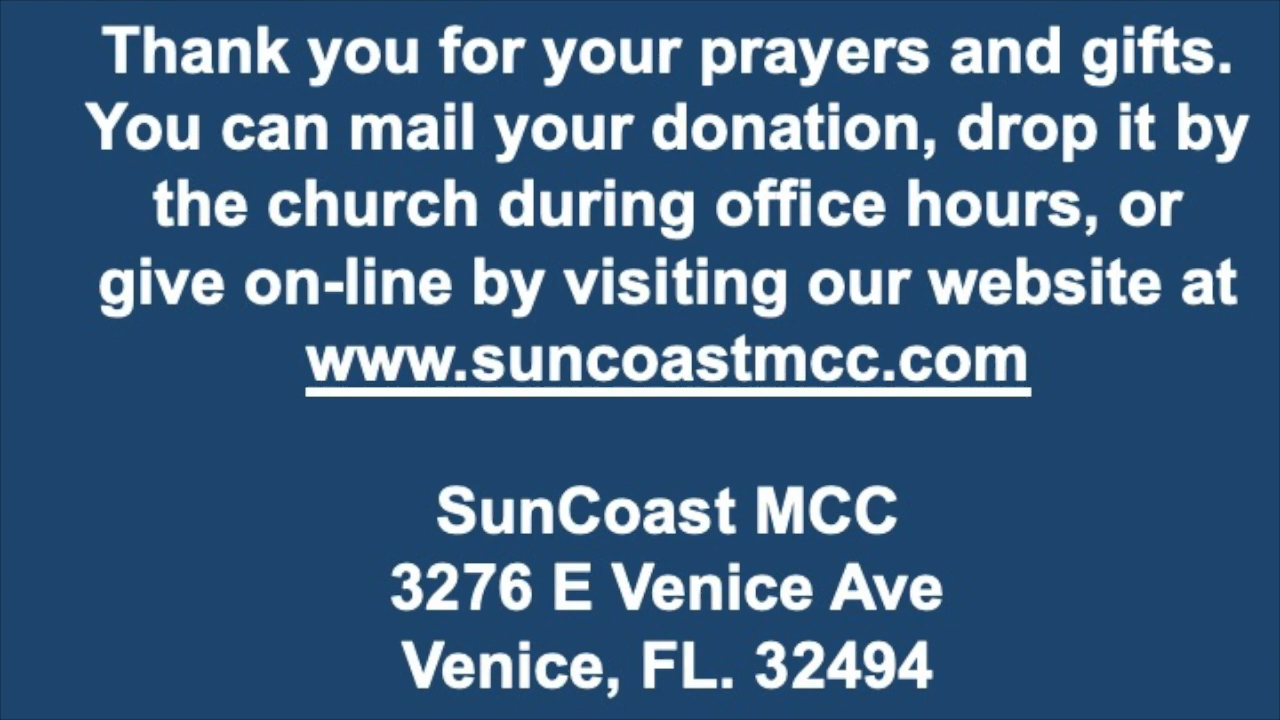 Thank you for your prayers and gifts.
You can mail your donation, drop it by
the church during office hours, or
give on-line by visiting our website at
www.suncoastmcc.com
SunCoast MCC
3276 E Venice Ave
Venice, FL. 32494